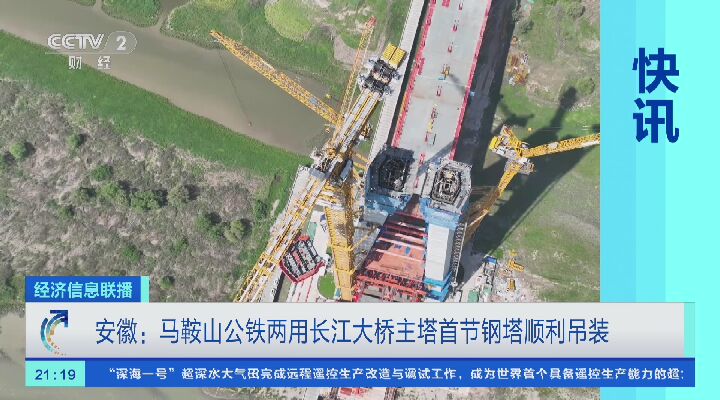 CCTV 2
财经
快讯
经济信息联播
安徽：马鞍山公铁两用长江大桥主塔首节钢塔顺利吊装
21:19 “深海一号”超深水大气田完成远程遥控生产改造与调试工作，成为世界首个具备遥控生产能力的超